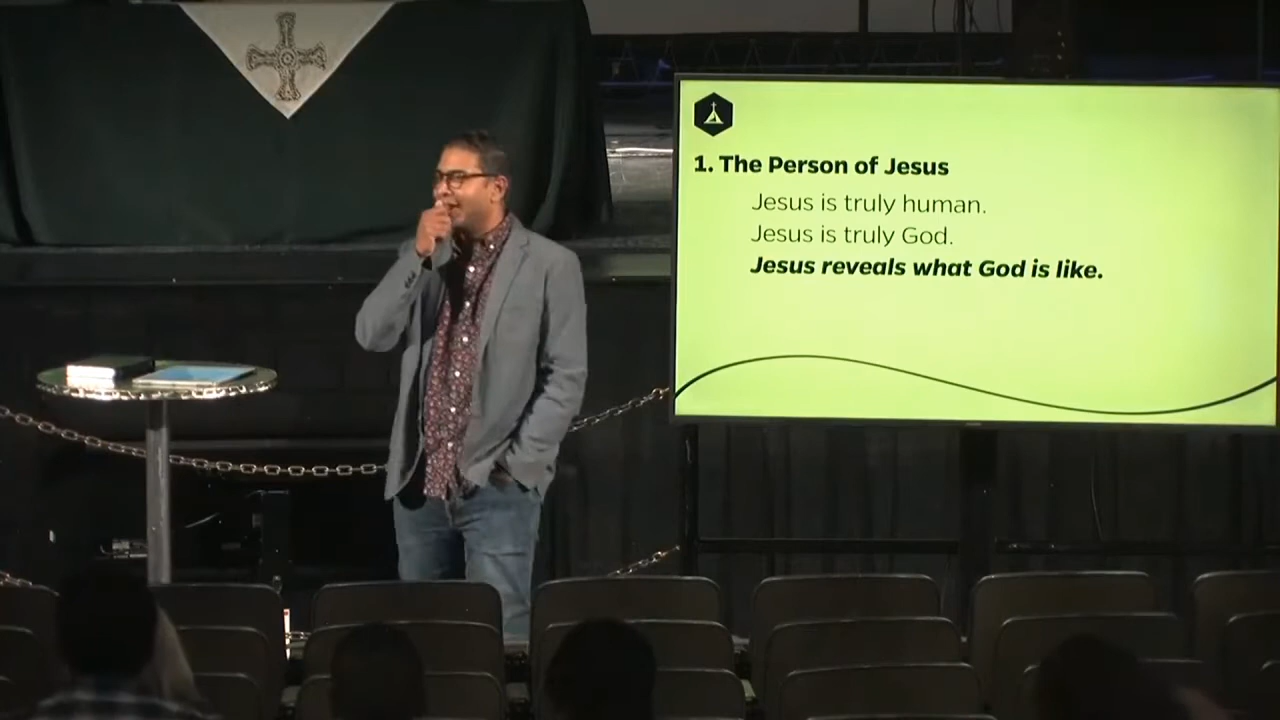 1. The Person of Jesus
Jesus is truly human.
Jesus is truly God.
Jesus reveals what God is like.